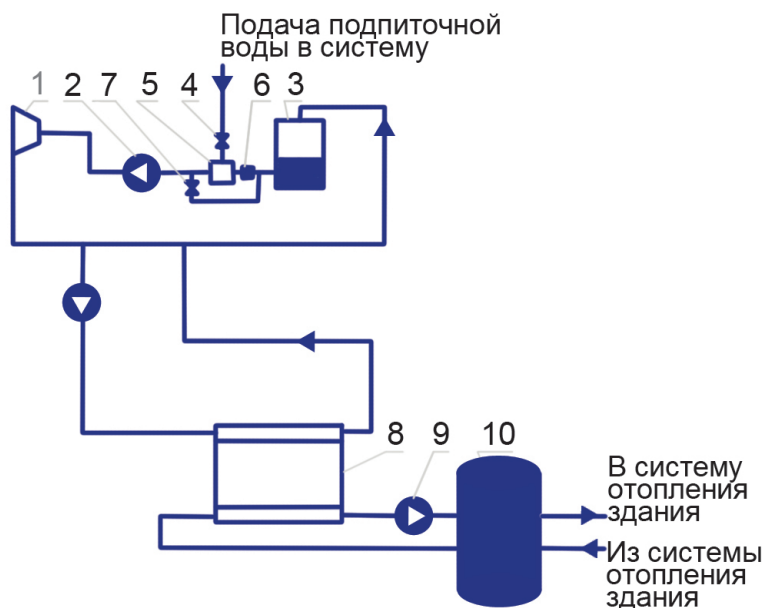 Подача подпиточной
воды в систему
1 2 7 5 4 6 3
8 9 10
В систему
отопления
здания
Из системы
отопления
здания